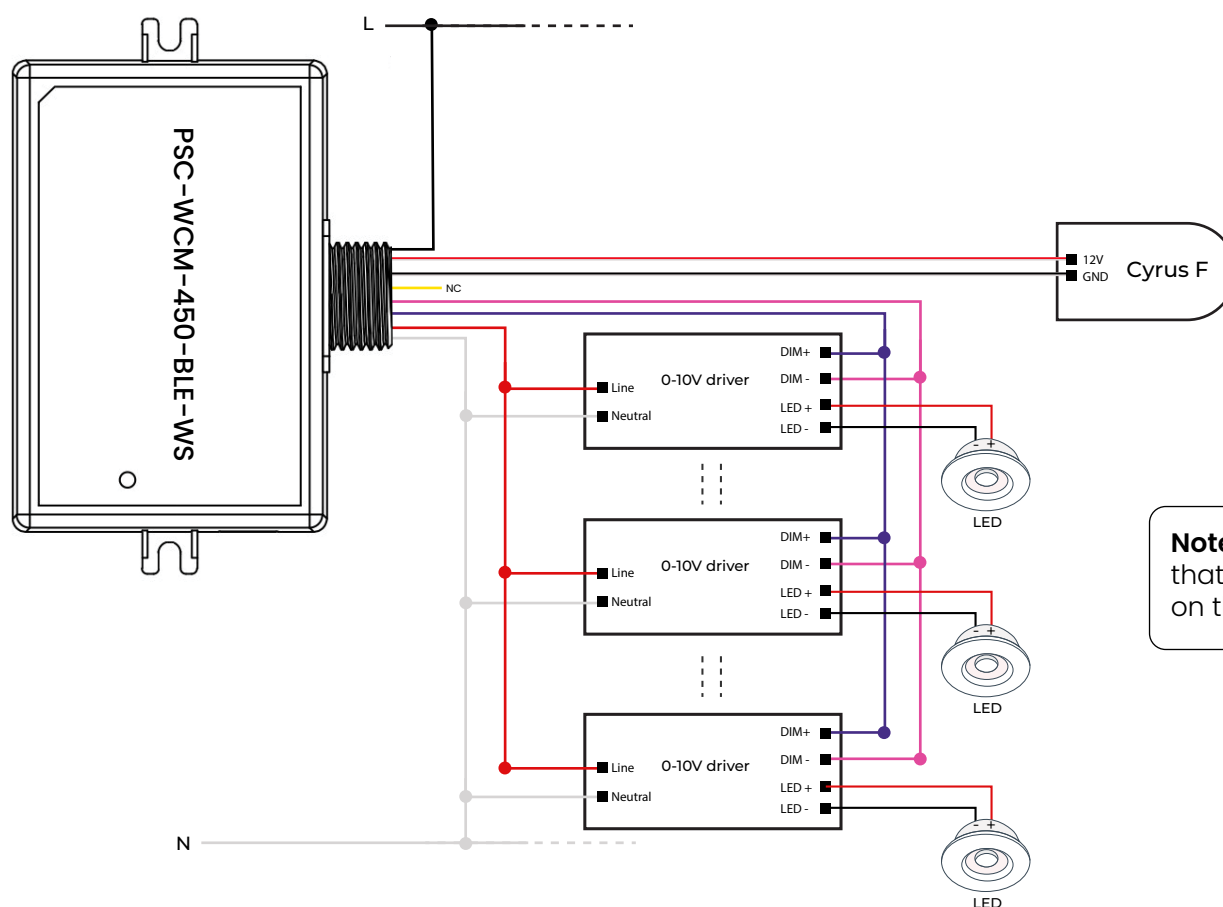 L
PSC-WCM-450-BLE-WS
12V
GND
Cyrus F
NC
DIM+
DIM -
LED +
LED -
0-10V driver
Line
Neutral
- +
LED
DIM+
DIM -
LED +
LED -
0-10V driver
Line
Neutral
- +
LED
Note
that
on t
DIM+
DIM -
LED +
LED -
0-10V driver
Line
Neutral
- +
LED
N